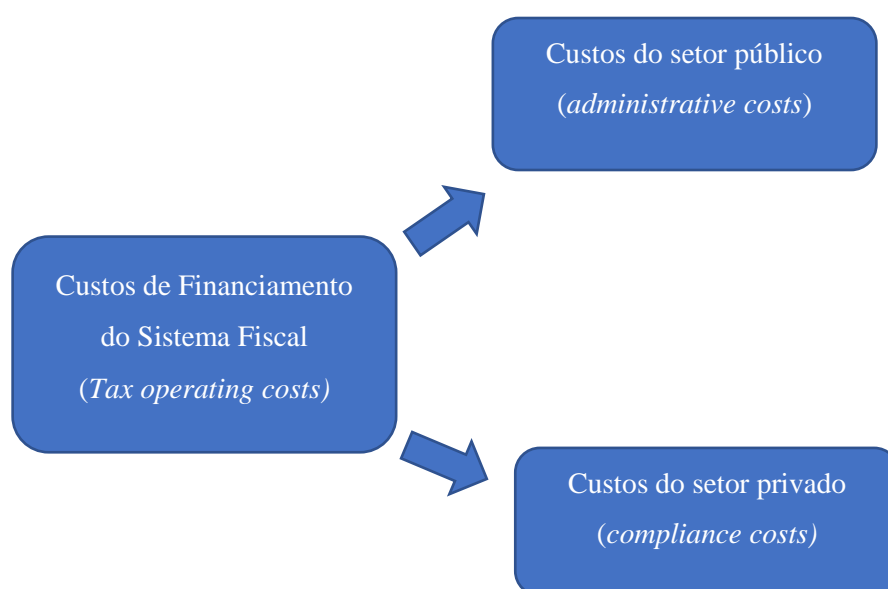 Custos do setor público
(administrative costs)
Custos de Financiamento
do Sistema Fiscal
(Tax operating costs)
Custos do setor privado
(compliance costs)